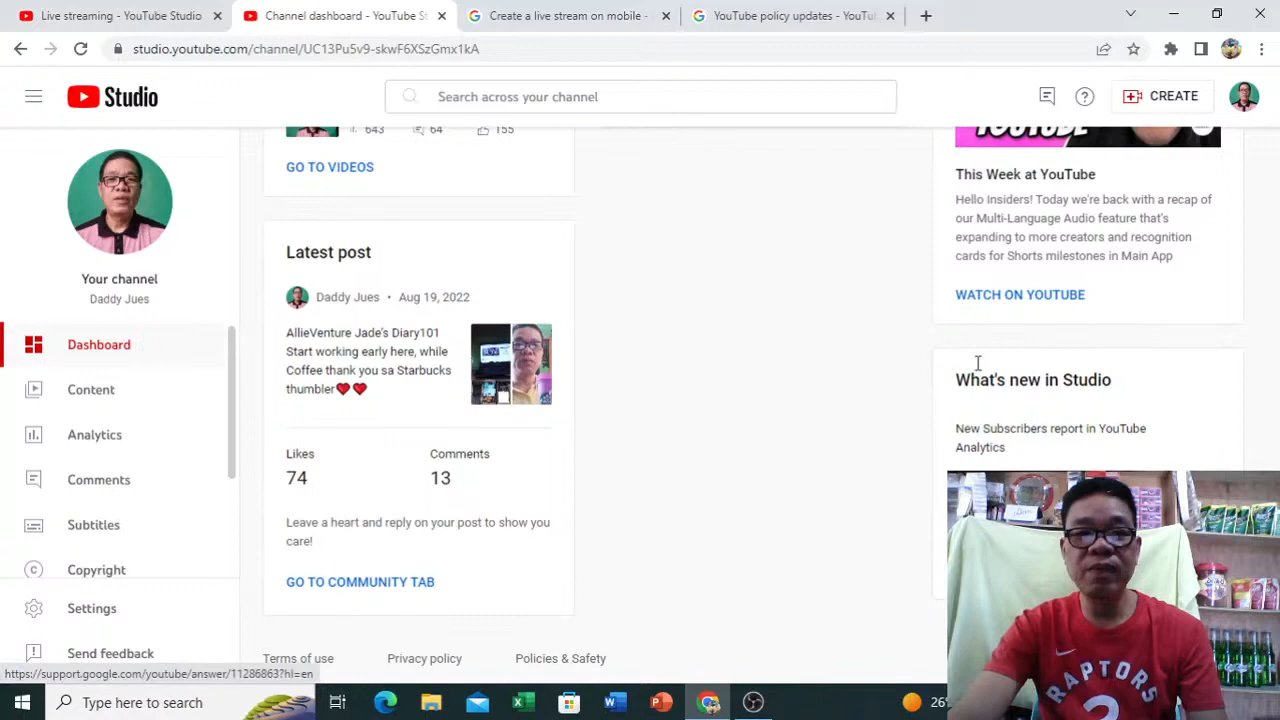 Live streaming - YouTube Studio
Channel dashboard - YouTube St
Create a live stream on mobile -
YouTube policy updates - YouTub
studio.youtube.com/channel/UC13Pu5v9-skwF6XSzGmx1kA
Studio
Search across your channel
CREATE
Your channel
Daddy Jues
Dashboard
Content
Analytics
Comments
Subtitles
Copyright
Settings
Send feedback
643 64 155
GO TO VIDEOS
Latest post
Daddy Jues • Aug 19, 2022
AllieVenture Jade's Diary101
Start working early here, while
Coffee thank you sa Starbucks
thumbler❤❤
Likes
Comments
74
13
Leave a heart and reply on your post to show you
care!
GO TO COMMUNITY TAB
Terms of use
Privacy policy
Policies & Safety
YOUTUBE
This Week at YouTube
Hello Insiders! Today we're back with a recap of
our Multi-Language Audio feature that's
expanding to more creators and recognition
cards for Shorts milestones in Main App
WATCH ON YOUTUBE
What's new in Studio
New Subscribers report in YouTube
Analytics
RAPTORS
2
https://support.google.com/youtube/answer/11286863?hl=en
Type here to search
26°